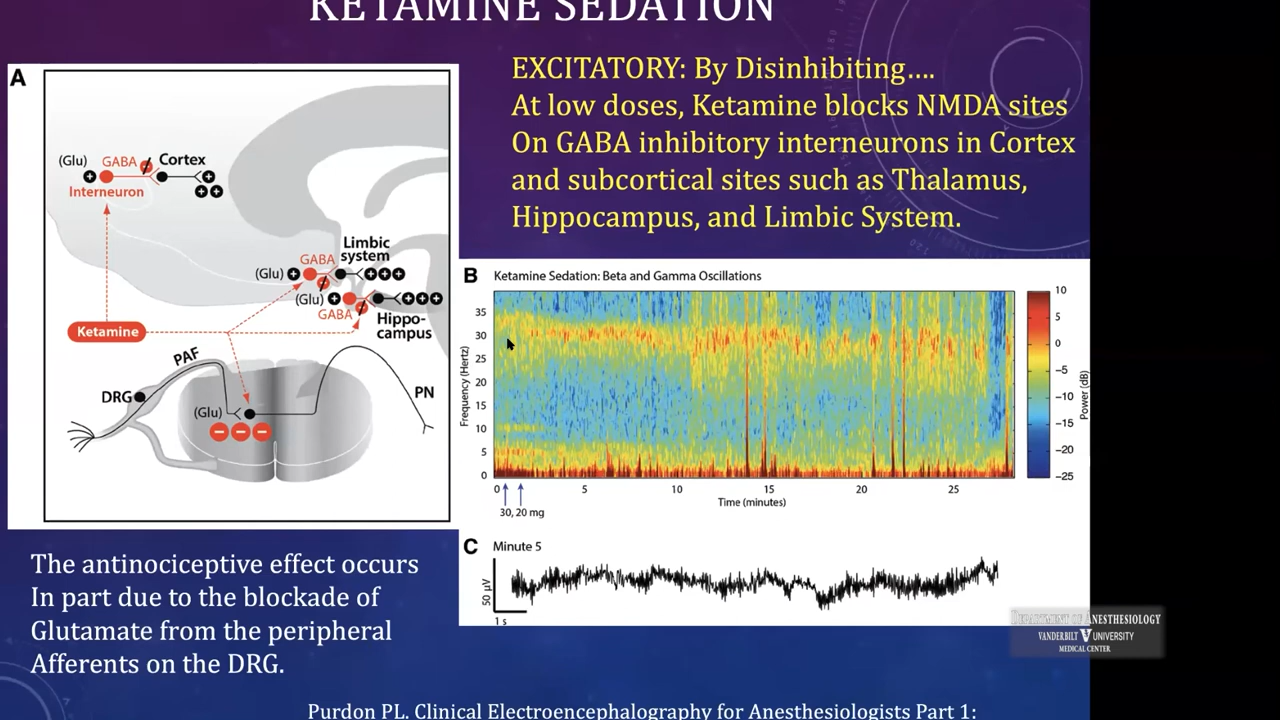 KETAMINE SEDATION
A
EXCITATORY: By Disinhibiting....
At low doses, Ketamine blocks NMDA sites
On GABA inhibitory interneurons in Cortex
and subcortical sites such as Thalamus,
Hippocampus, and Limbic System.
(Glu)
GABA
Cortex
Interneuron
Limbic
system
GABA
(Glu)
(Glu)
GABA
Hippo-
campus
Ketamine
PAF
DRG
(Glu)
PN
B
Ketamine Sedation: Beta and Gamma Oscillations
Frequency (Hertz)
35
30
25
20
15
10
5
0
0 5 10 15 20 25
Time (minutes)
30, 20 mg
10
5
0
−5
−10
−15
−20
−25
Power (dB)
C
Minute 5
50 µV
1 s
The antinociceptive effect occurs
In part due to the blockade of
Glutamate from the peripheral
Afferents on the DRG.
DEPARTMENT OF ANESTHESIOLOGY
VANDERBILT V UNIVERSITY
MEDICAL CENTER
Purdon PL. Clinical Electroencephalography for Anesthesiologists Part 1: